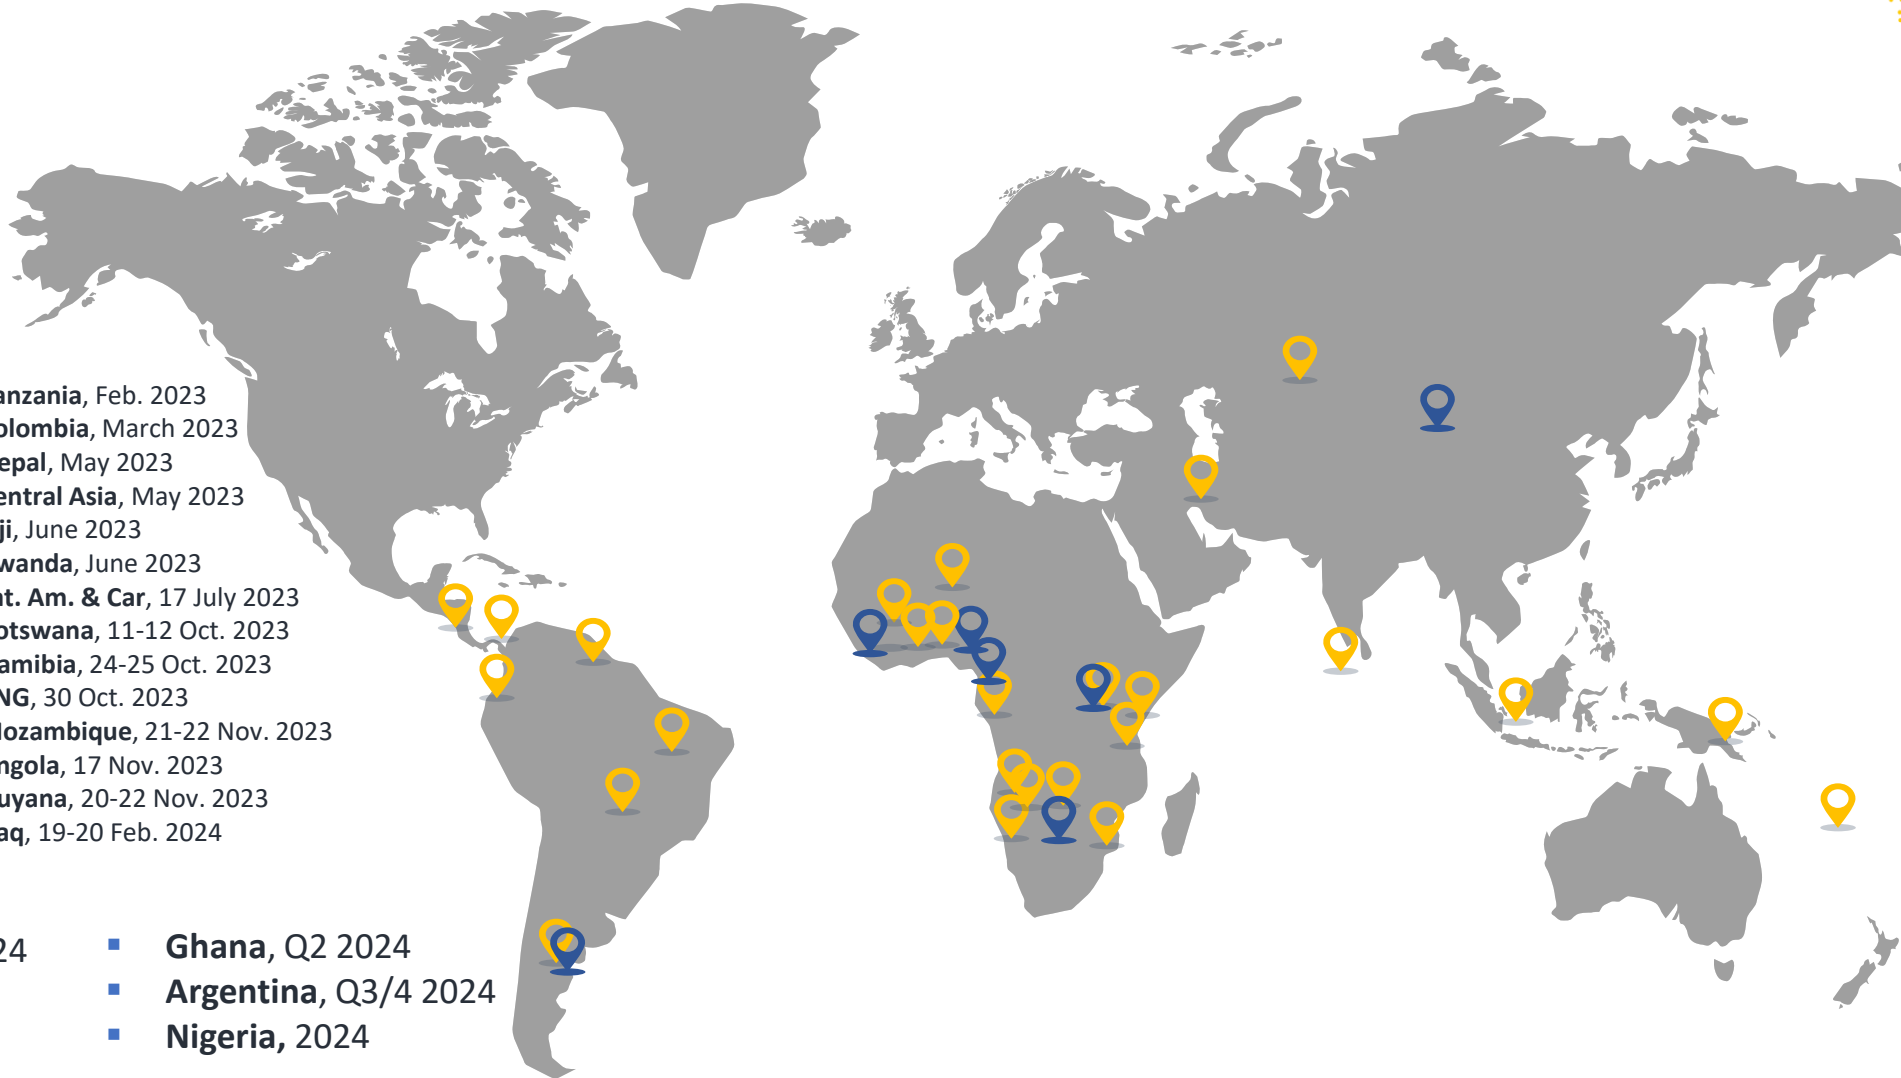 anzania, Feb. 2023
olombia, March 2023
epal, May 2023
entral Asia, May 2023
ji, June 2023
wanda, June 2023
nt. Am. & Car, 17 July 2023
otswana, 11-12 Oct. 2023
amibia, 24-25 Oct. 2023
NG, 30 Oct. 2023
ozambique, 21-22 Nov. 2023
ngola, 17 Nov. 2023
uyana, 20-22 Nov. 2023
aq, 19-20 Feb. 2024
24
▪ Ghana, Q2 2024
▪ Argentina, Q3/4 2024
▪ Nigeria, 2024